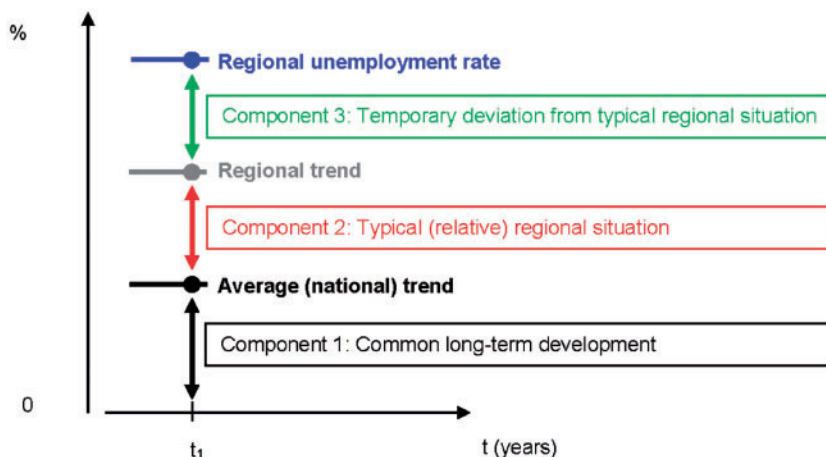 %
Regional unemployment rate
Component 3: Temporary deviation from typical regional situation
Regional trend
Component 2: Typical (relative) regional situation
Average (national) trend
Component 1: Common long-term development
0
t₁
t (years)